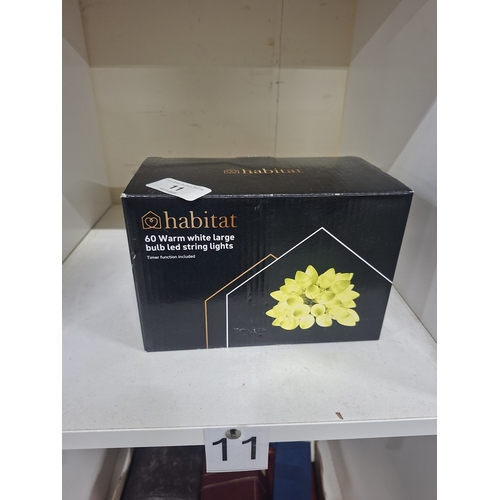 habitat
11
habitat
60 Warm white large
bulb led string lights
Timer function included
11